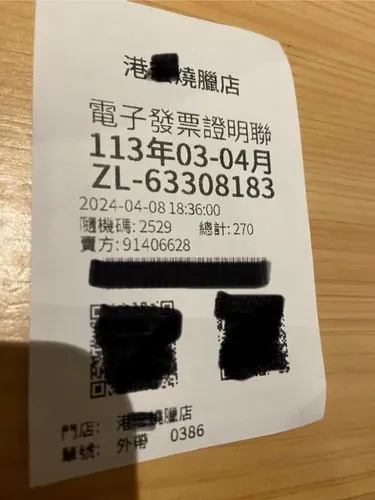 港 燒臘店
電子發票證明聯
113年03-04月
ZL-63308183
2024-04-08 18:36:00
隨機碼:2529 總計:270
賣方:91406628
門店: 港 燒臘店
單號: 外帶 0386